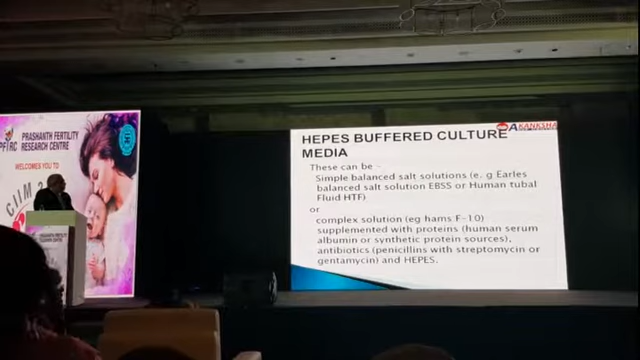 PRASHANTH FERTILITY
RESEARCH CENTRE
WELCOMES YOU TO
CIIM
AKANKSHA
HEPES BUFFERED CULTURE
MEDIA
These can be -
Simple balanced salt solutions (e. g Earles
balanced salt solution EBSS or Human tubal
Fluid HTF)
or
complex solution (eg hams F-10)
supplemented with proteins (human serum
albumin or synthetic protein sources),
antibiotics (penicillins with streptomycin or
gentamycin) and HEPES.